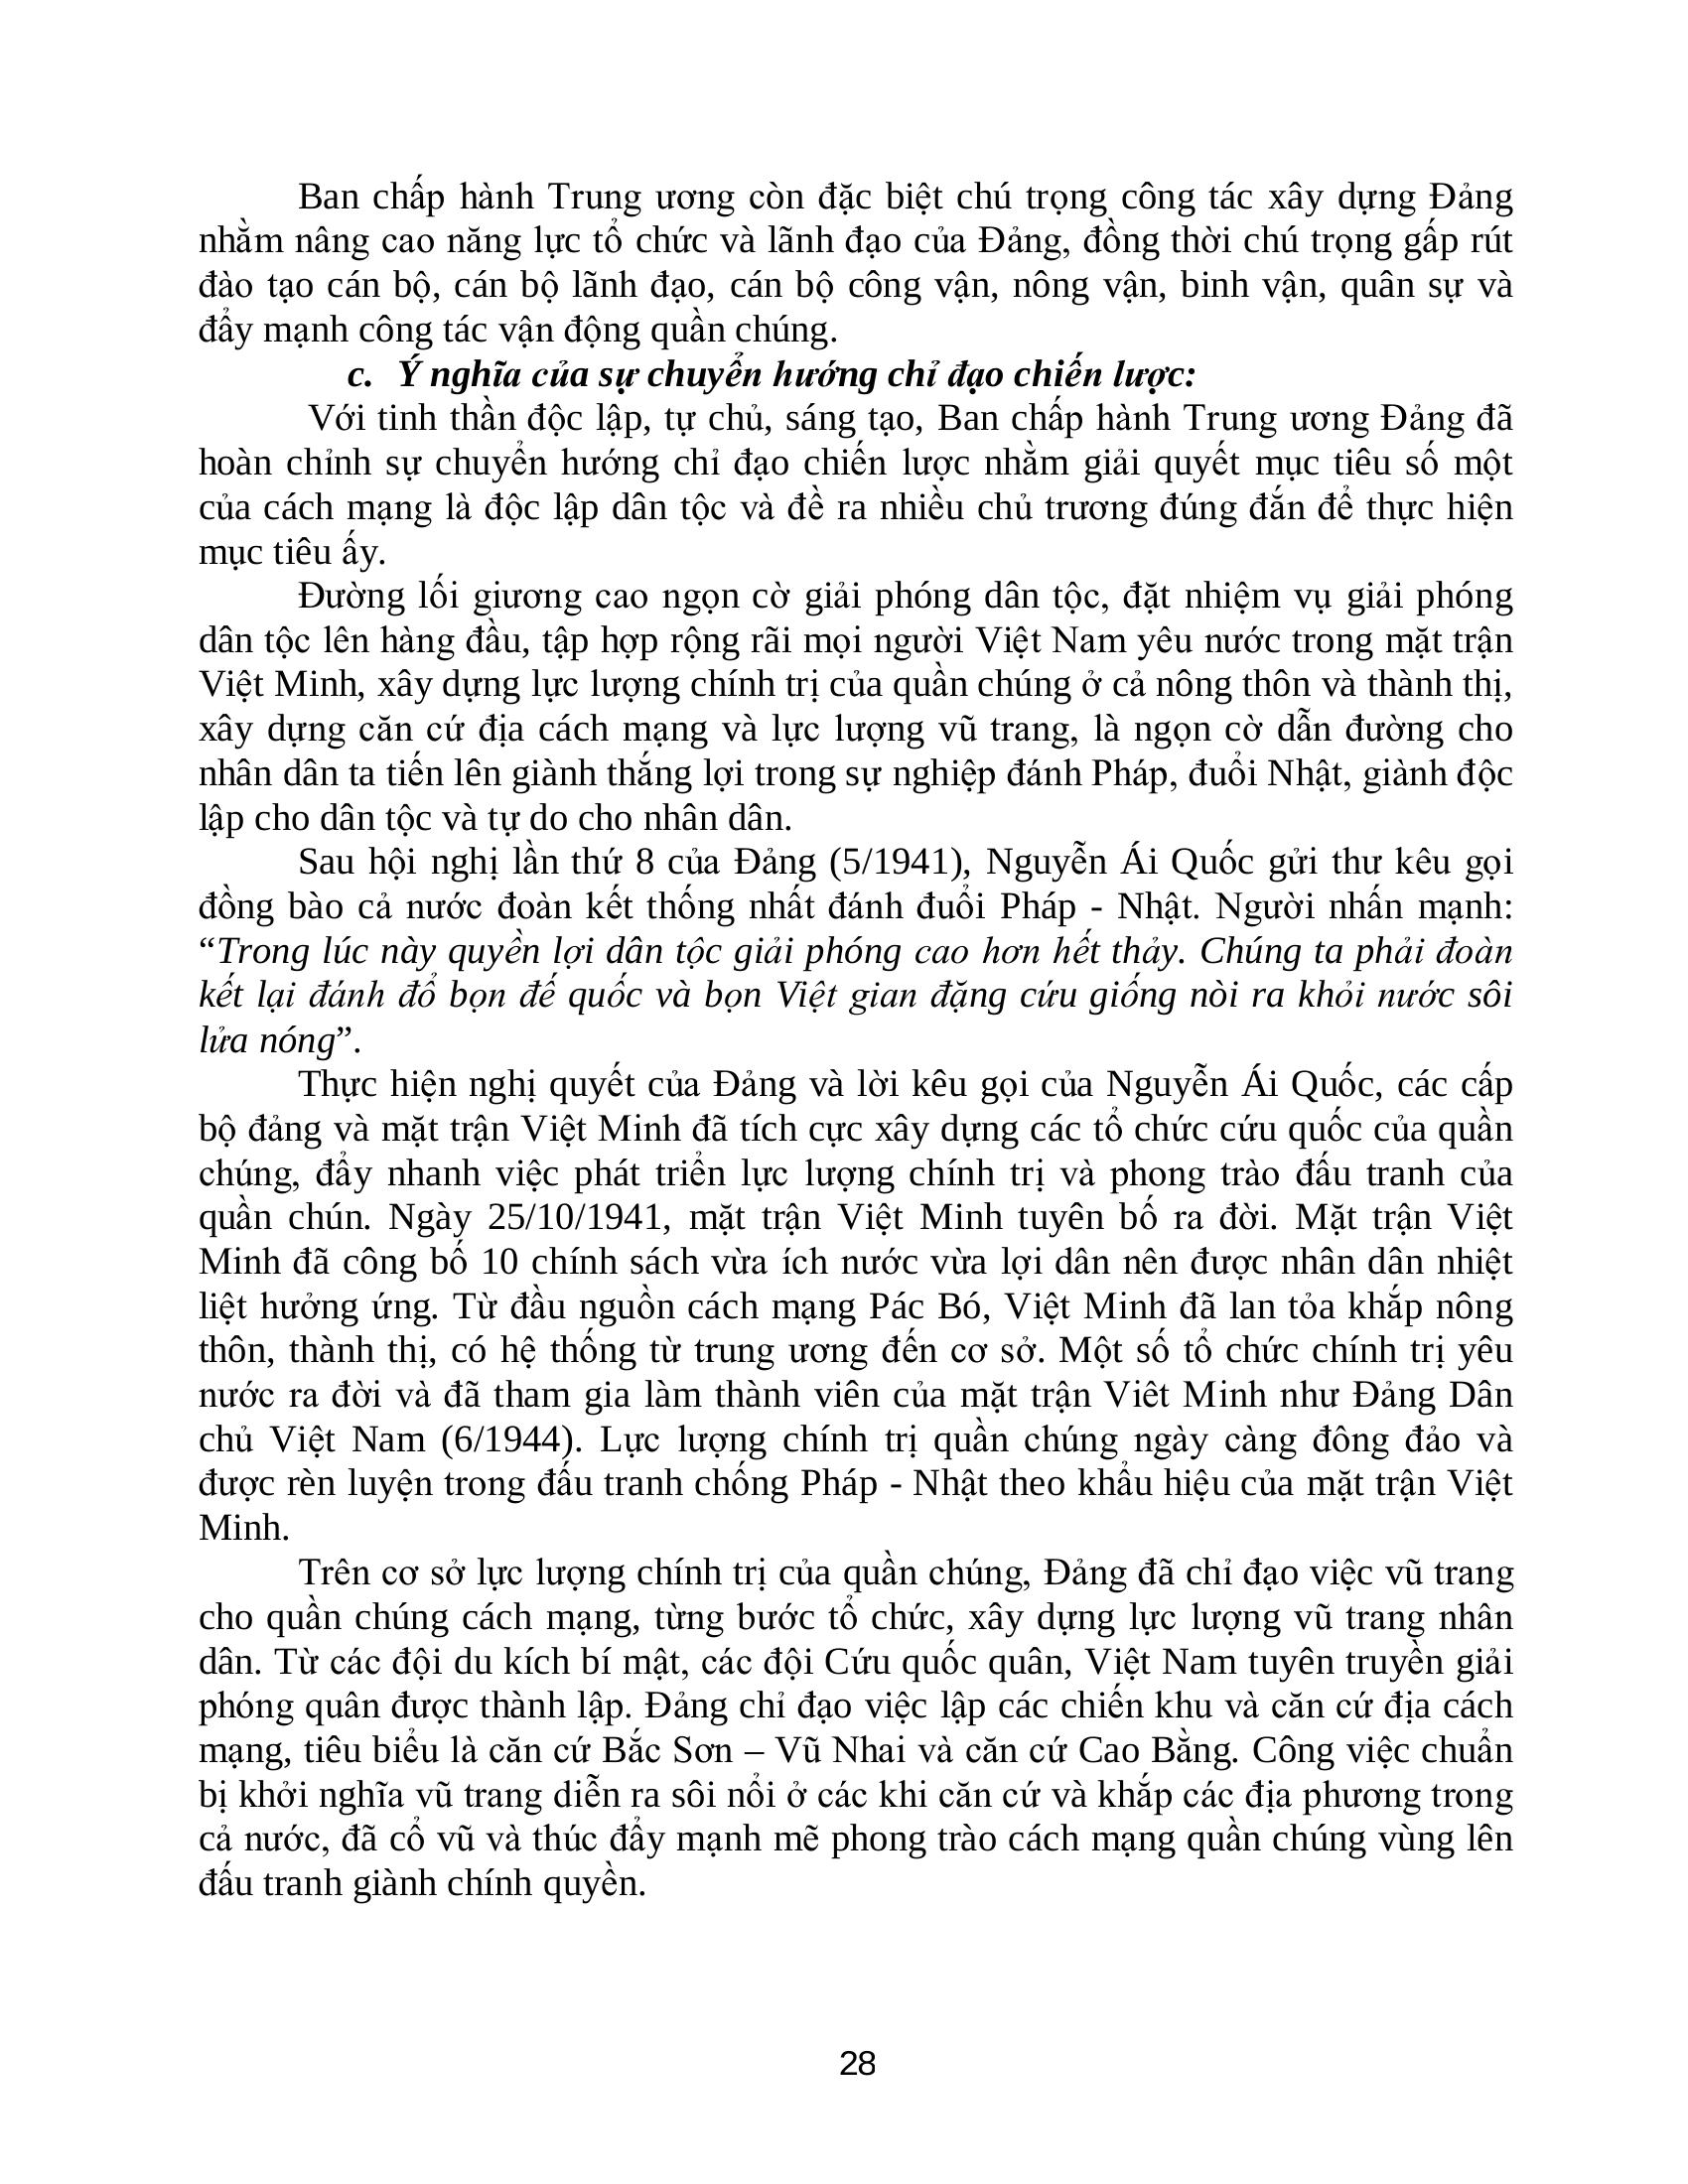 Ban chấp hành Trung ương còn đặc biệt chú trọng công tác xây dựng Đảng
nhằm nâng cao năng lực tổ chức và lãnh đạo của Đảng, đồng thời chú trọng gấp rút
đào tạo cán bộ, cán bộ lãnh đạo, cán bộ công vận, nông vận, binh vận, quân sự và
đẩy mạnh công tác vận động quần chúng.
c. Ý nghĩa của sự chuyển hướng chỉ đạo chiến lược:
Với tinh thần độc lập, tự chủ, sáng tạo, Ban chấp hành Trung ương Đảng đã
hoàn chỉnh sự chuyển hướng chỉ đạo chiến lược nhằm giải quyết mục tiêu số một
của cách mạng là độc lập dân tộc và đề ra nhiều chủ trương đúng đắn để thực hiện
mục tiêu ấy.
Đường lối giương cao ngọn cờ giải phóng dân tộc, đặt nhiệm vụ giải phóng
dân tộc lên hàng đầu, tập hợp rộng rãi mọi người Việt Nam yêu nước trong mặt trận
Việt Minh, xây dựng lực lượng chính trị của quần chúng ở cả nông thôn và thành thị,
xây dựng căn cứ địa cách mạng và lực lượng vũ trang, là ngọn cờ dẫn đường cho
nhân dân ta tiến lên giành thắng lợi trong sự nghiệp đánh Pháp, đuổi Nhật, giành độc
lập cho dân tộc và tự do cho nhân dân.
Sau hội nghị lần thứ 8 của Đảng (5/1941), Nguyễn Ái Quốc gửi thư kêu gọi
đồng bào cả nước đoàn kết thống nhất đánh đuổi Pháp - Nhật. Người nhấn mạnh:
“Trong lúc này quyền lợi dân tộc giải phóng cao hơn hết thảy. Chúng ta phải đoàn
kết lại đánh đổ bọn đế quốc và bọn Việt gian đặng cứu giống nòi ra khỏi nước sôi
lửa nóng”.
Thực hiện nghị quyết của Đảng và lời kêu gọi của Nguyễn Ái Quốc, các cấp
bộ đảng và mặt trận Việt Minh đã tích cực xây dựng các tổ chức cứu quốc của quần
chúng, đẩy nhanh việc phát triển lực lượng chính trị và phong trào đấu tranh của
quần chún. Ngày 25/10/1941, mặt trận Việt Minh tuyên bố ra đời. Mặt trận Việt
Minh đã công bố 10 chính sách vừa ích nước vừa lợi dân nên được nhân dân nhiệt
liệt hưởng ứng. Từ đầu nguồn cách mạng Pác Bó, Việt Minh đã lan tỏa khắp nông
thôn, thành thị, có hệ thống từ trung ương đến cơ sở. Một số tổ chức chính trị yêu
nước ra đời và đã tham gia làm thành viên của mặt trận Viêt Minh như Đảng Dân
chủ Việt Nam (6/1944). Lực lượng chính trị quần chúng ngày càng đông đảo và
được rèn luyện trong đấu tranh chống Pháp - Nhật theo khẩu hiệu của mặt trận Việt
Minh.
Trên cơ sở lực lượng chính trị của quần chúng, Đảng đã chỉ đạo việc vũ trang
cho quần chúng cách mạng, từng bước tổ chức, xây dựng lực lượng vũ trang nhân
dân. Từ các đội du kích bí mật, các đội Cứu quốc quân, Việt Nam tuyên truyền giải
phóng quân được thành lập. Đảng chỉ đạo việc lập các chiến khu và căn cứ địa cách
mạng, tiêu biểu là căn cứ Bắc Sơn – Vũ Nhai và căn cứ Cao Bằng. Công việc chuẩn
bị khởi nghĩa vũ trang diễn ra sôi nổi ở các khi căn cứ và khắp các địa phương trong
cả nước, đã cổ vũ và thúc đẩy mạnh mẽ phong trào cách mạng quần chúng vùng lên
đấu tranh giành chính quyền.
28